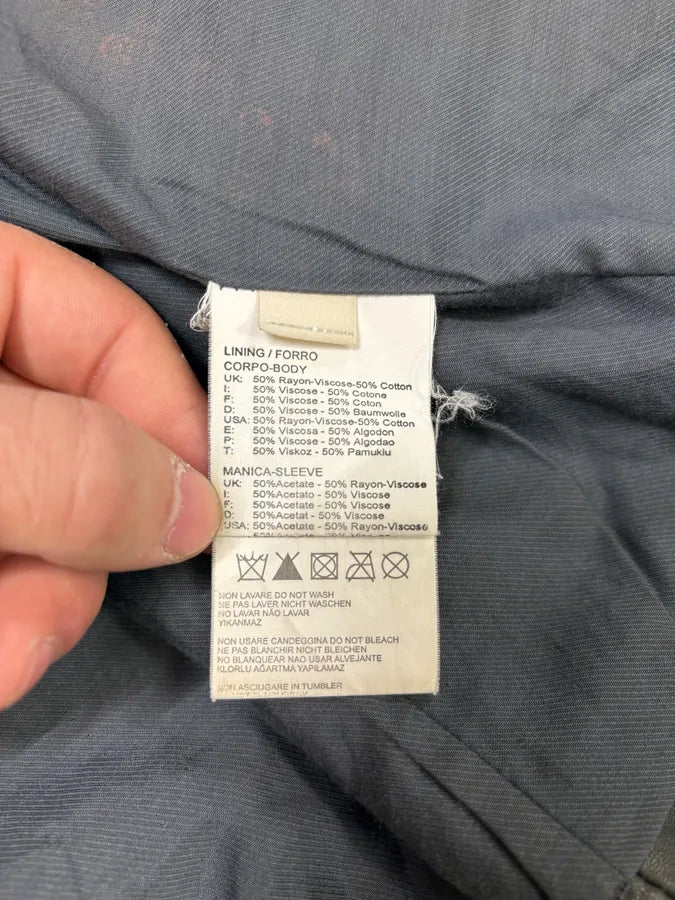 LINING / FORRO
CORPO-BODY
UK: 50% Rayon-Viscose-50% Cotton
I: 50% Viscose - 50% Cotone
F: 50% Viscose - 50% Coton
D: 50% Viscose - 50% Baumwolle
USA: 50% Rayon-Viscose-50% Cotton
E: 50% Viscosa - 50% Algodon
P: 50% Viscose - 50% Algodao
T: 50% Viskoz - 50% Pamuklu
MANICA-SLEEVE
UK: 50%Acetate - 50% Rayon-Viscose
I: 50%Acetato - 50% Viscose
F: 50%Acetate - 50% Viscose
D: 50%Acetat - 50% Viscose
USA: 50%Acetate - 50% Rayon-Viscose
NON LAVARE DO NOT WASH
NE PAS LAVER NICHT WASCHEN
NO LAVAR NÃO LAVAR
YIKANMAZ
NON USARE CANDEGGINA DO NOT BLEACH
NE PAS BLANCHIR NICHT BLEICHEN
NO BLANQUEAR NAO USAR ALVEJANTE
KLORLU AĞARTMA YAPILAMAZ
NON ASCIUGARE IN TUMBLER